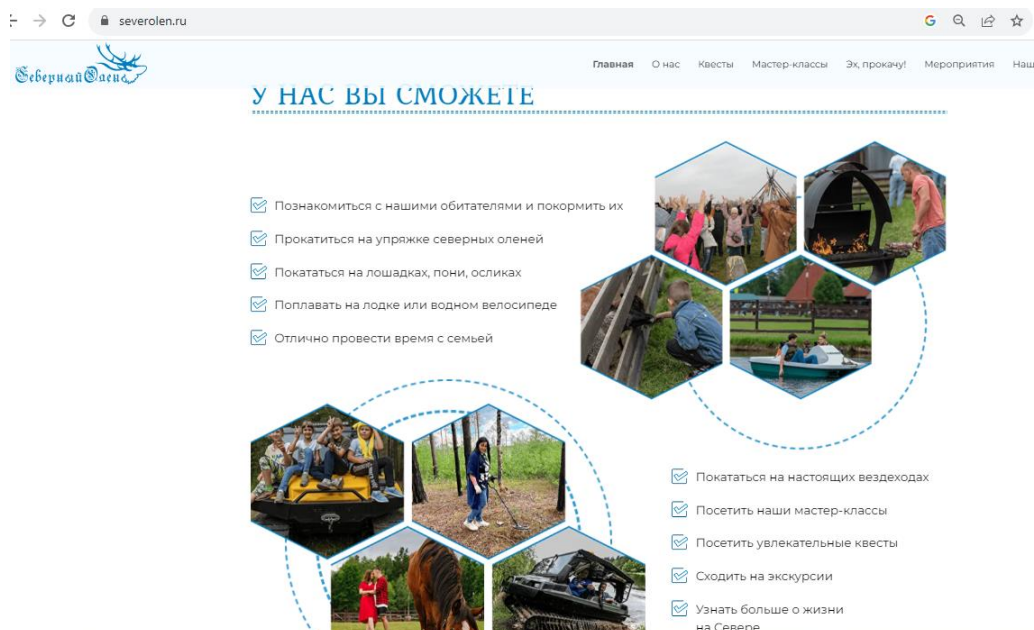 severolen.ru
Северный Олень
Главная О нас Квесты Мастер-классы Эх, прокачу! Мероприятия Наш
У НАС ВЫ СМОЖЕТЕ
Познакомиться с нашими обитателями и покормить их
Прокатиться на упряжке северных оленей
Покататься на лошадках, пони, осликах
Поплавать на лодке или водном велосипеде
Отлично провести время с семьей
Покататься на настоящих вездеходах
Посетить наши мастер-классы
Посетить увлекательные квесты
Сходить на экскурсии
Узнать больше о жизни
на Севере